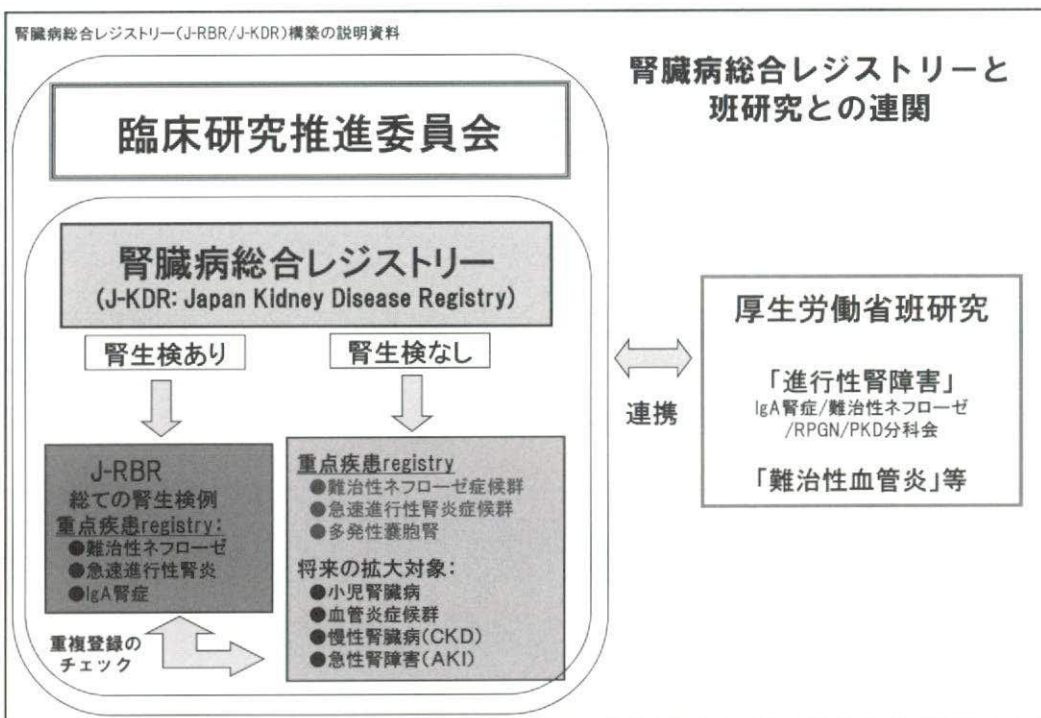 腎臓病総合レジストリー(J-RBR/J-KDR)構築の説明資料
腎臓病総合レジストリーと
班研究との連関
臨床研究推進委員会
腎臓病総合レジストリー
(J-KDR: Japan Kidney Disease Registry)
腎生検あり
腎生検なし
J-RBR
総ての腎生検例
重点疾患registry:
●難治性ネフローゼ
●急速進行性腎炎
●IgA腎症
重点疾患registry
●難治性ネフローゼ症候群
●急速進行性腎炎症候群
●多発性嚢胞腎
将来の拡大対象:
●小児腎臓病
●血管炎症候群
●慢性腎臓病(CKD)
●急性腎障害(AKI)
重複登録の
チェック
連携
厚生労働省班研究
「進行性腎障害」
IgA腎症/難治性ネフローゼ
/RPGN/PKD分科会
「難治性血管炎」等